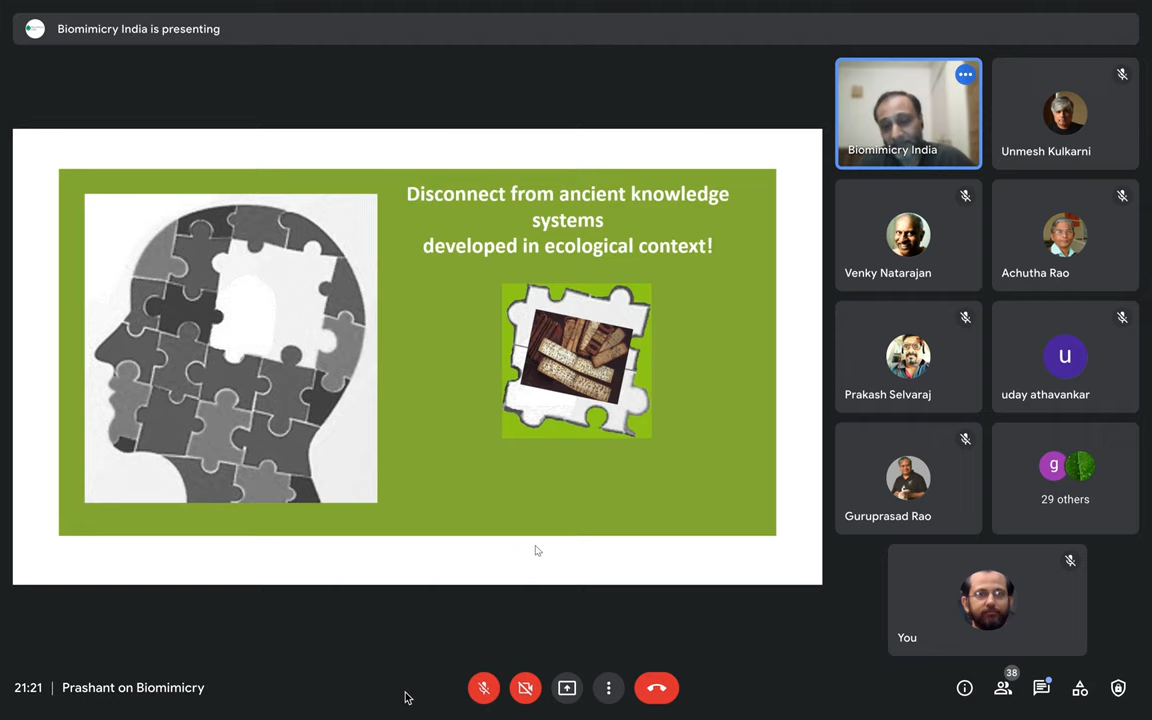 Biomimicry India is presenting
Disconnect from ancient knowledge
systems
developed in ecological context!
Biomimicry India
Unmesh Kulkarni
Venky Natarajan
Achutha Rao
Prakash Selvaraj
u
uday athavankar
Guruprasad Rao
g
29 others
You
21:21 | Prashant on Biomimicry
38